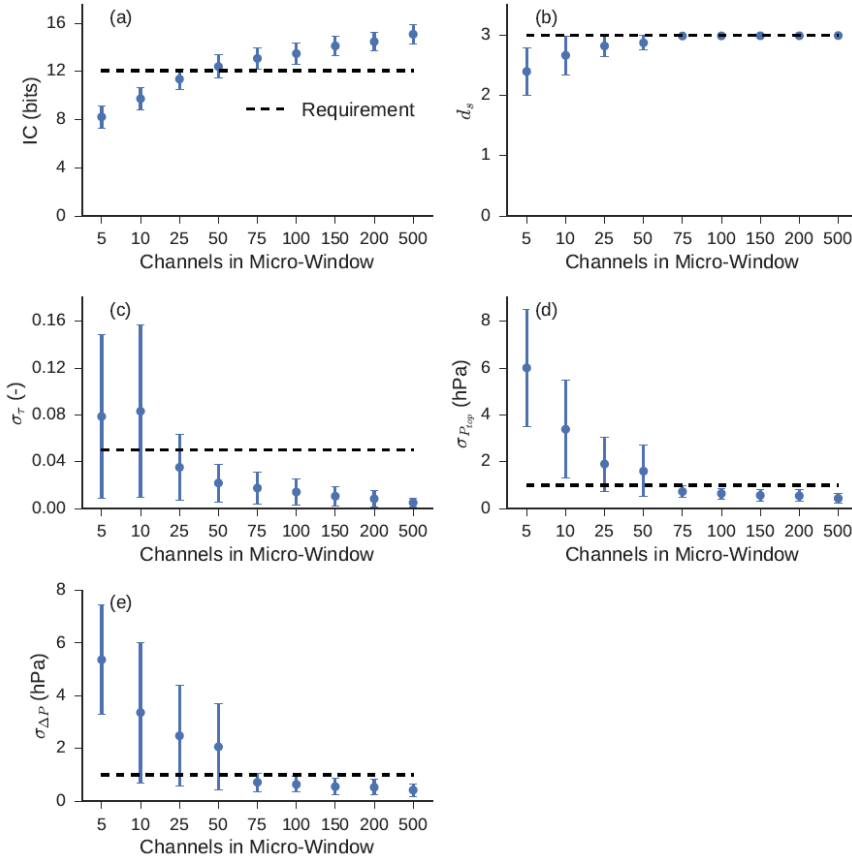 (a)
16
12
8
4
0
IC (bits)
Requirement
5 10 25 50 75 100 150 200 500
Channels in Micro-Window
(b)
3
2
1
0
d_s
5 10 25 50 75 100 150 200 500
Channels in Micro-Window
(c)
0.16
0.12
0.08
0.04
0.00
σ_τ (-)
5 10 25 50 75 100 150 200 500
Channels in Micro-Window
(d)
8
6
4
2
0
σ_{P_{top}} (hPa)
5 10 25 50 75 100 150 200 500
Channels in Micro-Window
(e)
8
6
4
2
0
σ_{ΔP} (hPa)
5 10 25 50 75 100 150 200 500
Channels in Micro-Window